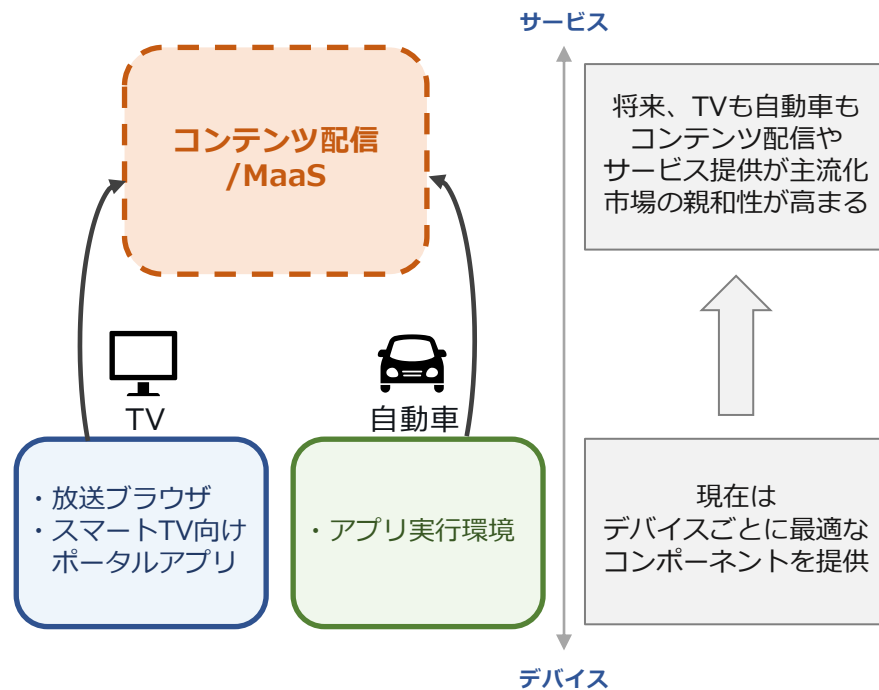 サービス
コンテンツ配信
/MaaS
将来、TVも自動車も
コンテンツ配信や
サービス提供が主流化
市場の親和性が高まる
TV
自動車
・放送ブラウザ
・スマートTV向け
ポータルアプリ
・アプリ実行環境
現在は
デバイスごとに最適な
コンポーネントを提供
デバイス